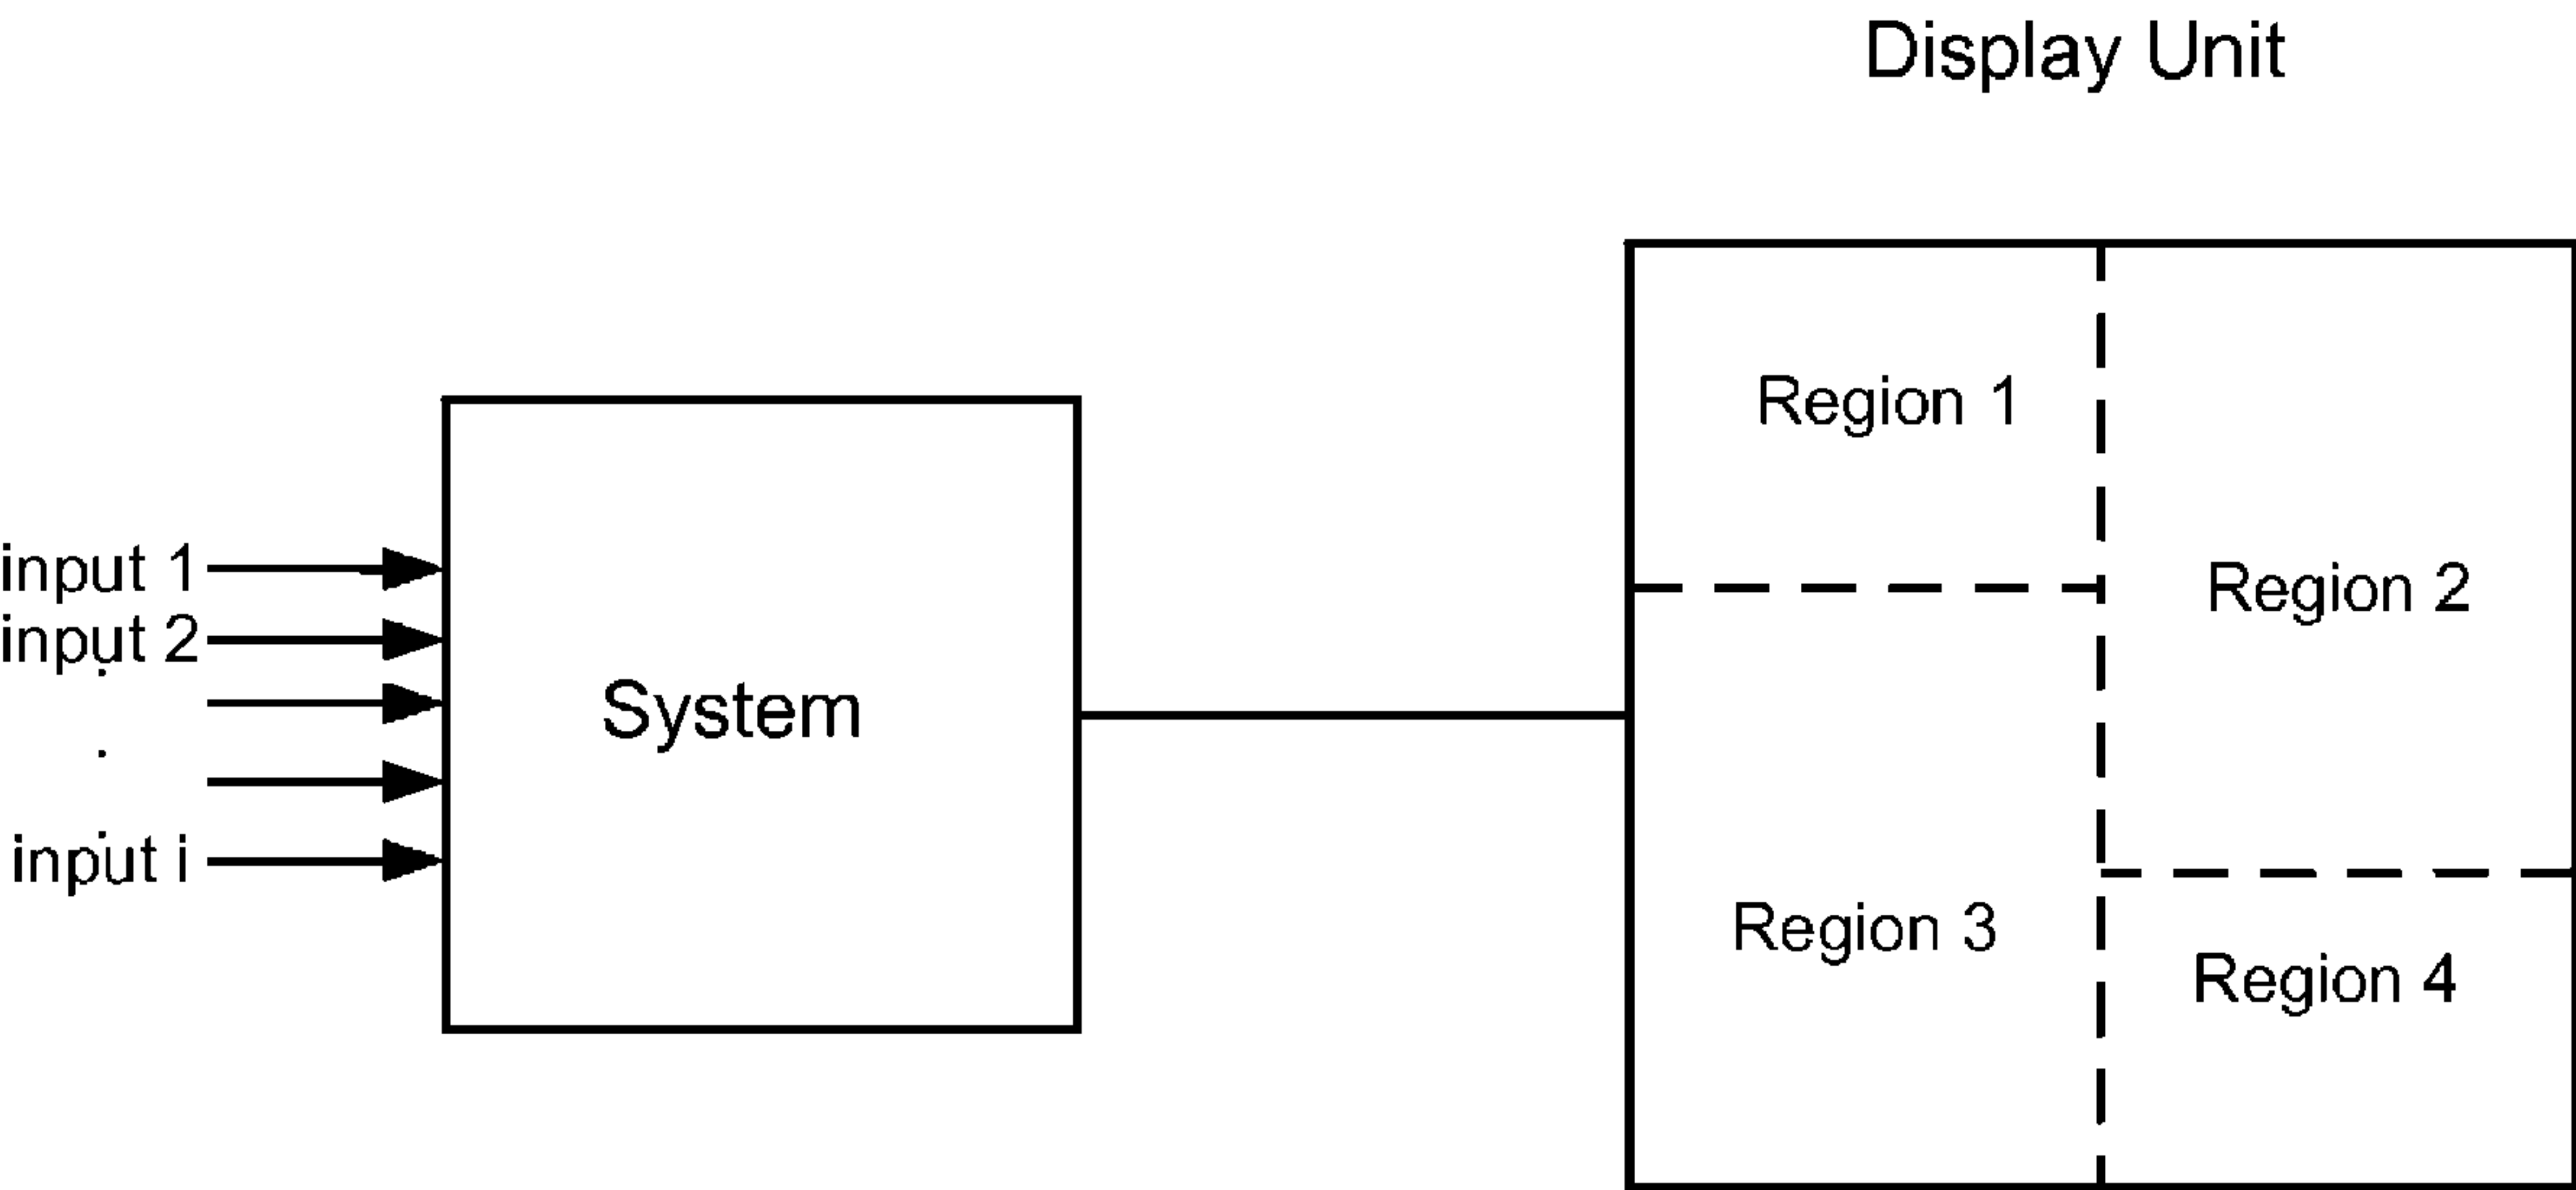 Display Unit
Region 1
Region 2
input 1
input 2
System
input i
Region 3
Region 4